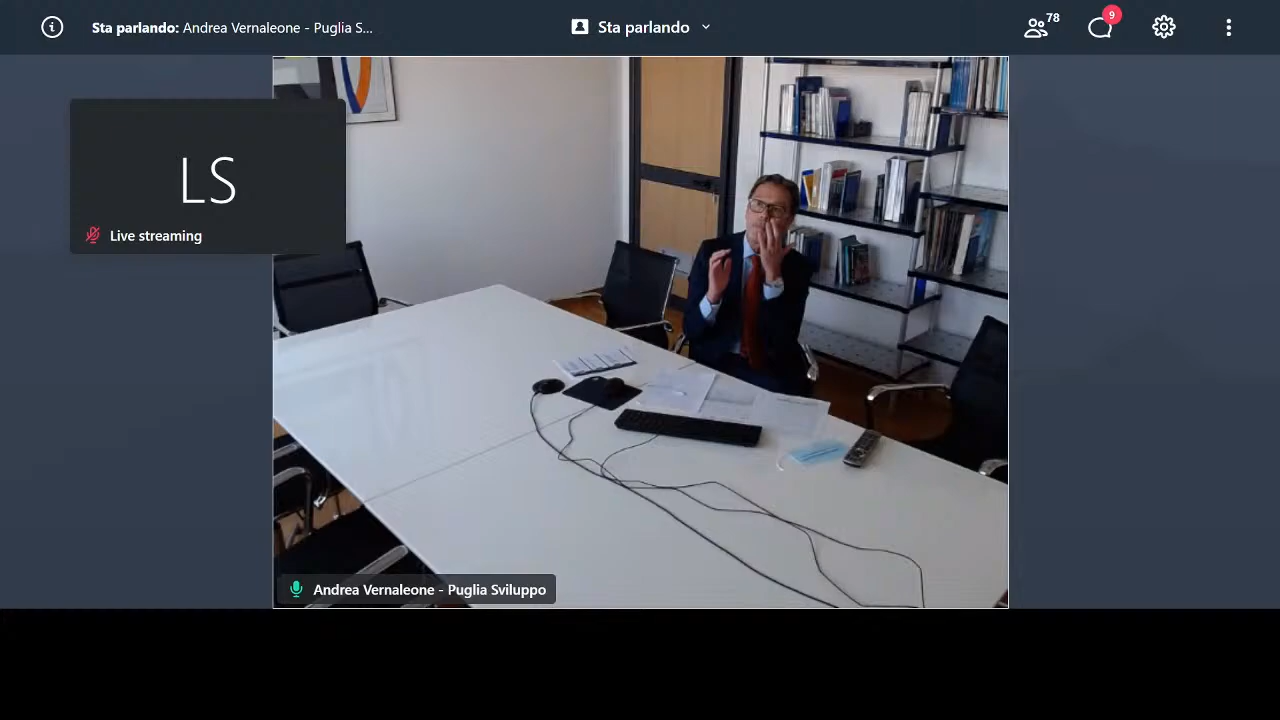 Sta parlando: Andrea Vernaleone - Puglia S...
Sta parlando
78
9
LS
Live streaming
Andrea Vernaleone - Puglia Sviluppo